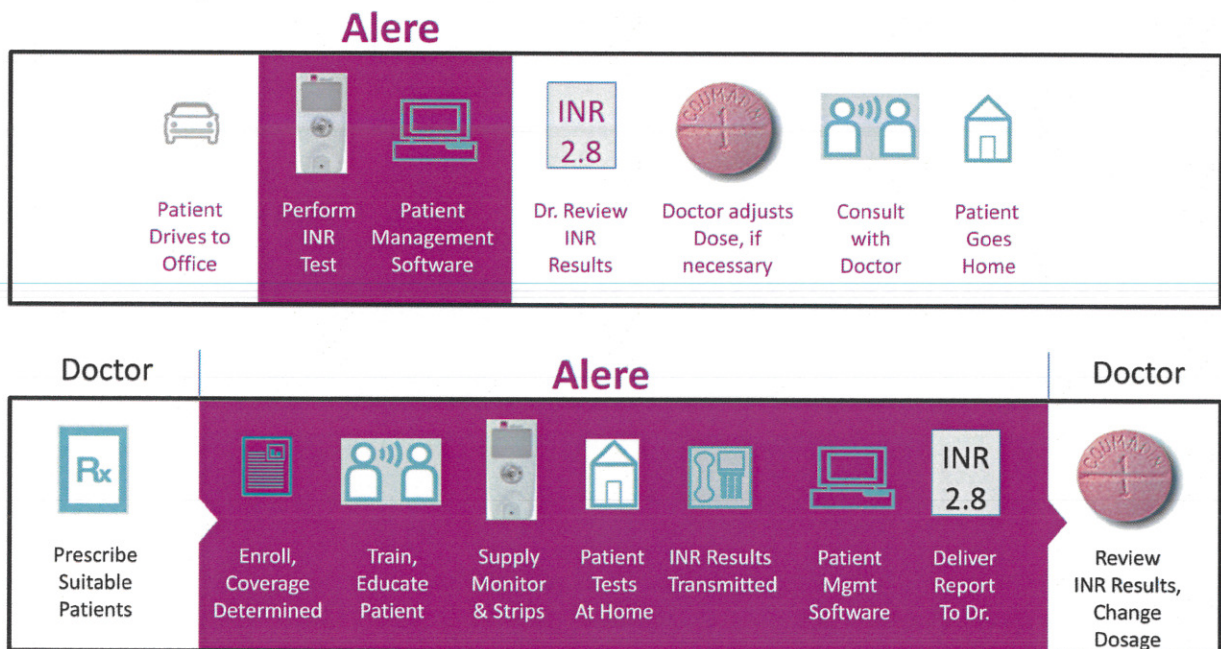 Alere
INR
2.8
COUMADIN
1
Patient
Drives to
Office
Perform
INR
Test
Patient
Management
Software
Dr. Review
INR
Results
Doctor adjusts
Dose, if
necessary
Consult
with
Doctor
Patient
Goes
Home
Doctor
Alere
Doctor
Rx
Rx
INR
2.8
COUMADIN
1
Prescribe
Suitable
Patients
Enroll,
Coverage
Determined
Train,
Educate
Patient
Supply
Monitor
& Strips
Patient
Tests
At Home
INR Results
Transmitted
Patient
Mgmt
Software
Deliver
Report
To Dr.
Review
INR Results,
Change
Dosage